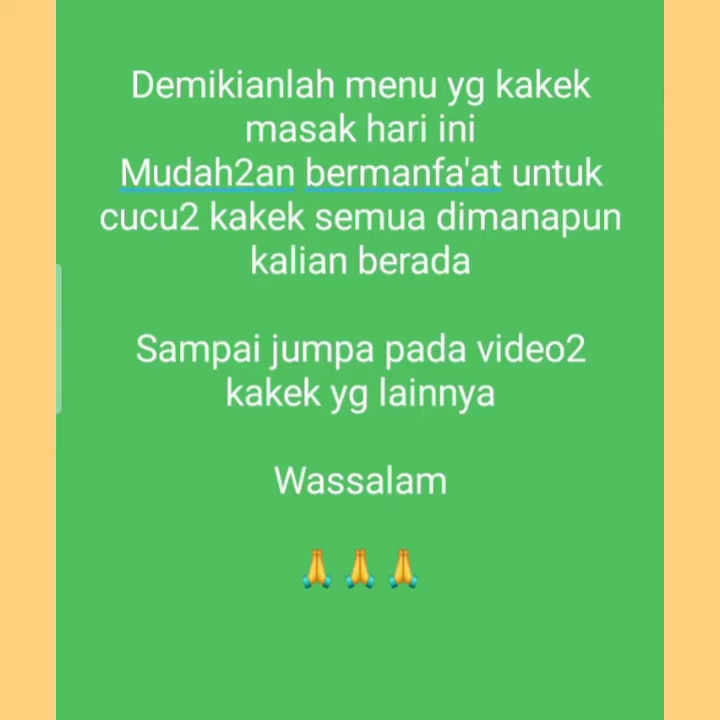 Demikianlah menu yg kakek
masak hari ini
Mudah2an bermanfa'at untuk
cucu2 kakek semua dimanapun
kalian berada
Sampai jumpa pada video2
kakek yg lainnya
Wassalam
🙏🙏🙏